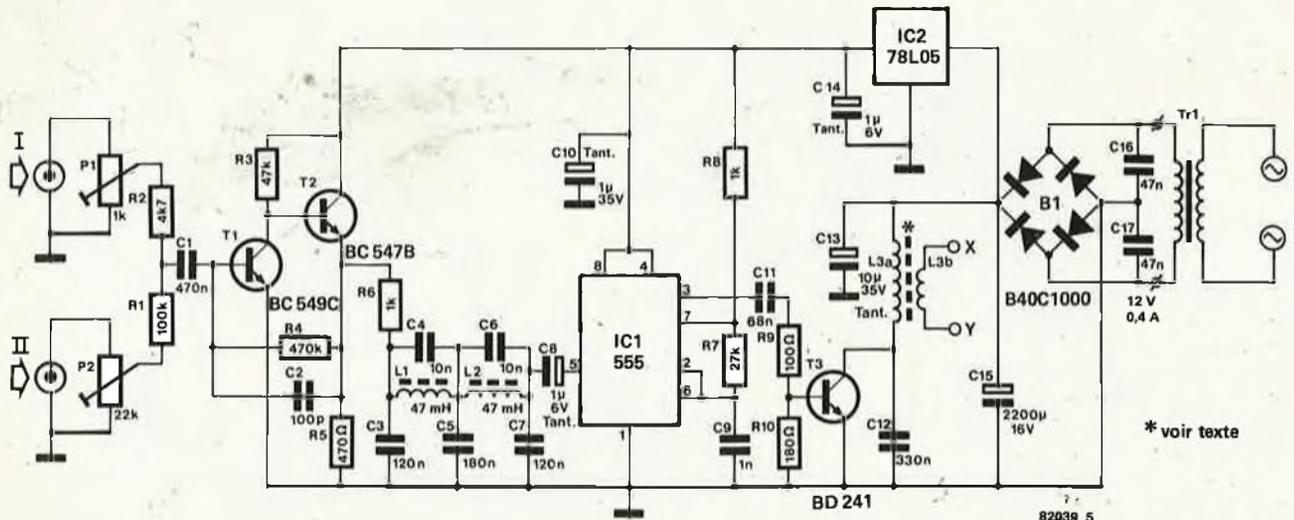 IC2
78L05
C14
1µ
6V
Tant.
Tr1
I
P1
1k
R2
4k7
R3
47k
T2
BC 547B
C10
Tant.
1µ
35V
R8
1k
C16
47n
B1
C17
47n
B40C1000
12 V
0,4 A
T1
C1
470n
BC 549C
R1
100k
R6
1k
C4
10n
C6
10n
IC1
555
8
4
3
7
2
6
5
1
C11
68n
R7
27k
R9
100Ω
C13
10µ
35V
Tant.
*
L3a
L3b
X
Y
II
P2
22k
R4
470k
C2
100p
R5
470Ω
L1
47 mH
L2
47 mH
C8
1µ
6V
Tant.
C3
120n
C5
180n
C7
120n
C9
1n
R10
180Ω
T3
BD 241
C12
330n
C15
2200µ
16V
* voir texte
82039 5